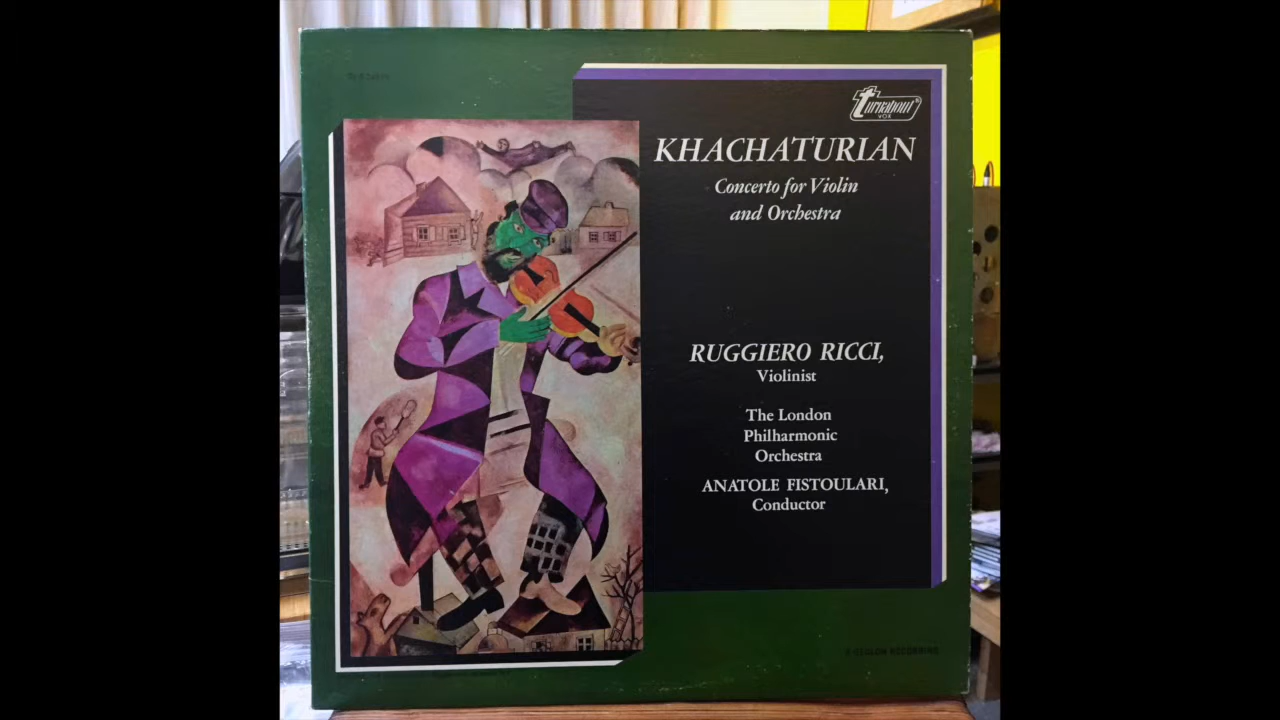 turnabout
VOX
KHACHATURIAN
Concerto for Violin
and Orchestra
RUGGIERO RICCI,
Violinist
The London
Philharmonic
Orchestra
ANATOLE FISTOULARI,
Conductor